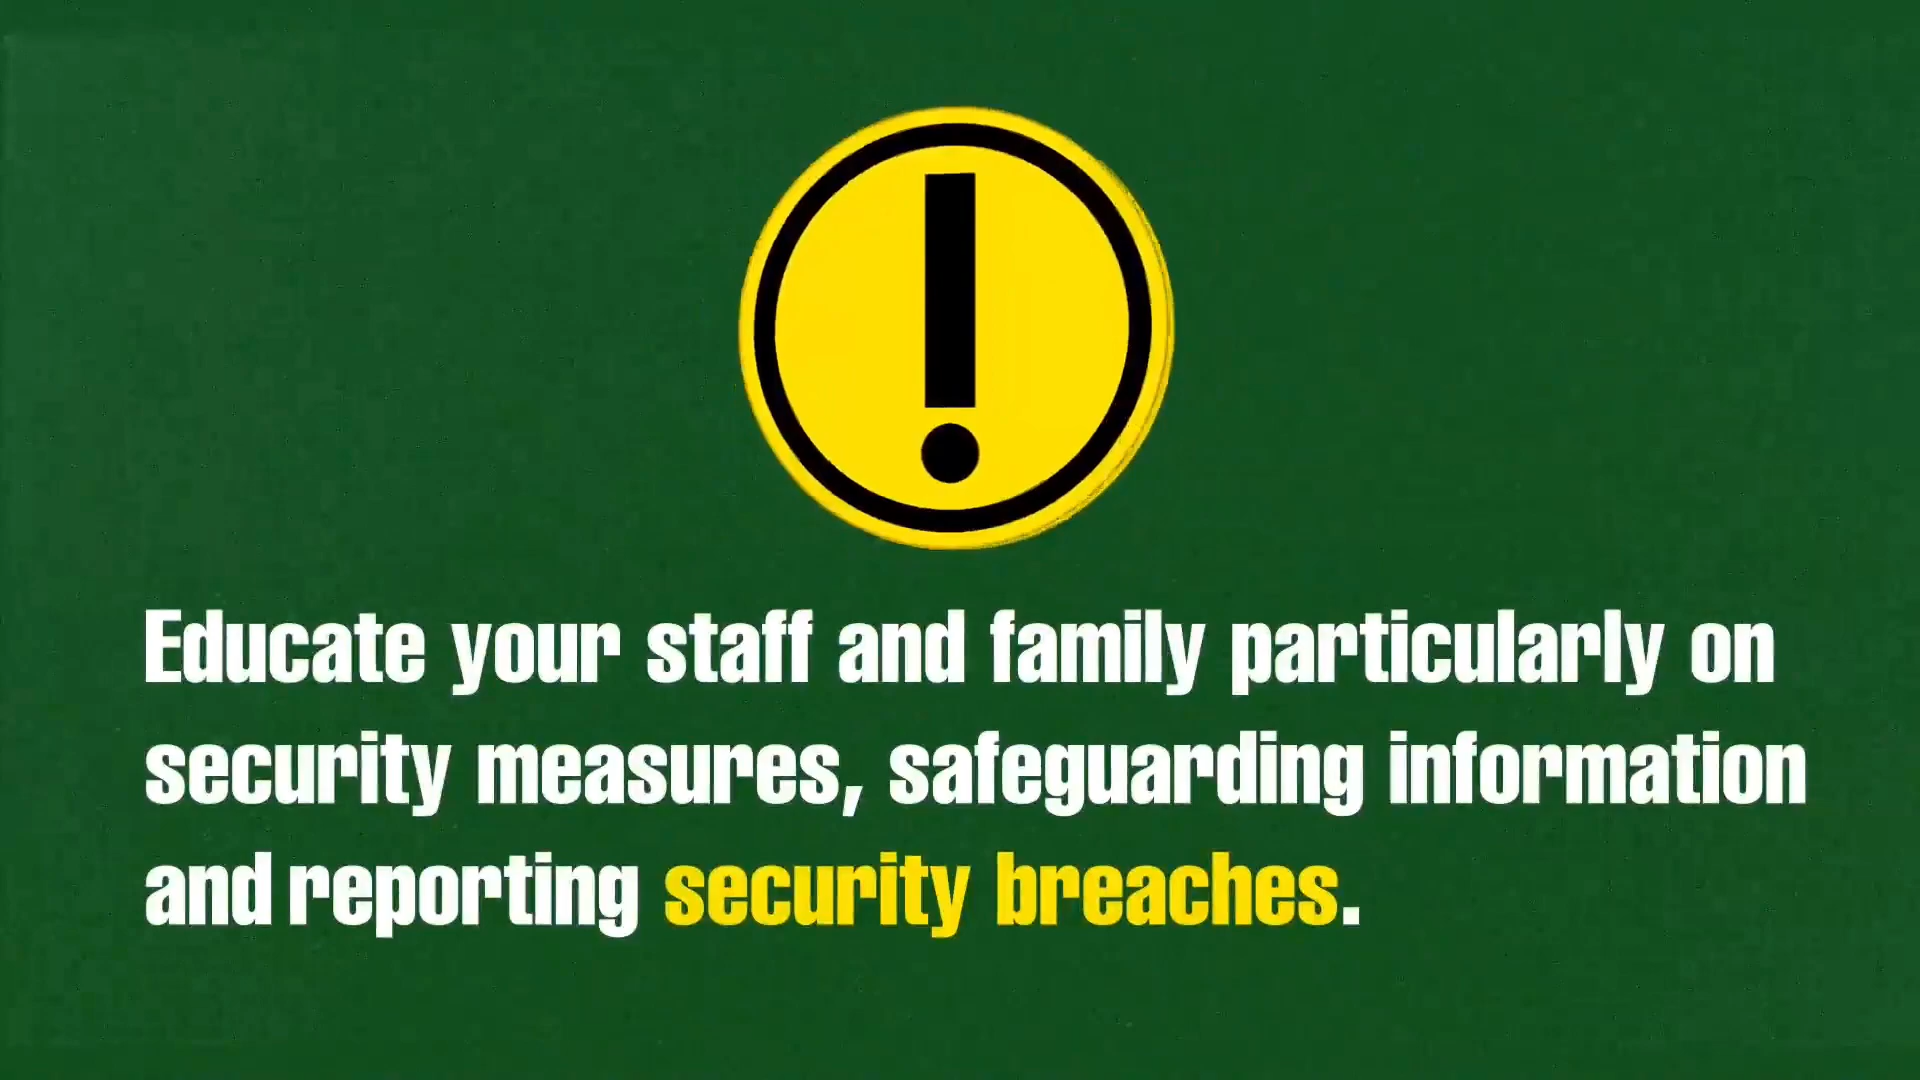 Educate your staff and family particularly on
security measures, safeguarding information
and reporting security breaches.